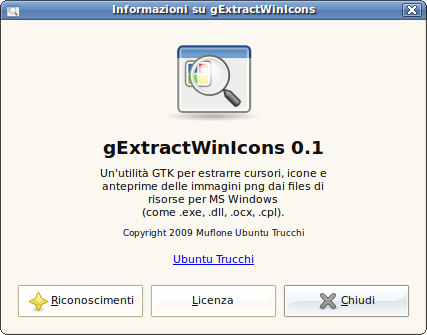 Informazioni su gExtractWinIcons
gExtractWinIcons 0.1
Un'utilità GTK per estrarre cursori, icone e
anteprime delle immagini png dai files di
risorse per MS Windows
(come .exe, .dll, .ocx, .cpl).
Copyright 2009 Muflone Ubuntu Trucchi
Ubuntu Trucchi
Riconoscimenti
Licenza
Chiudi